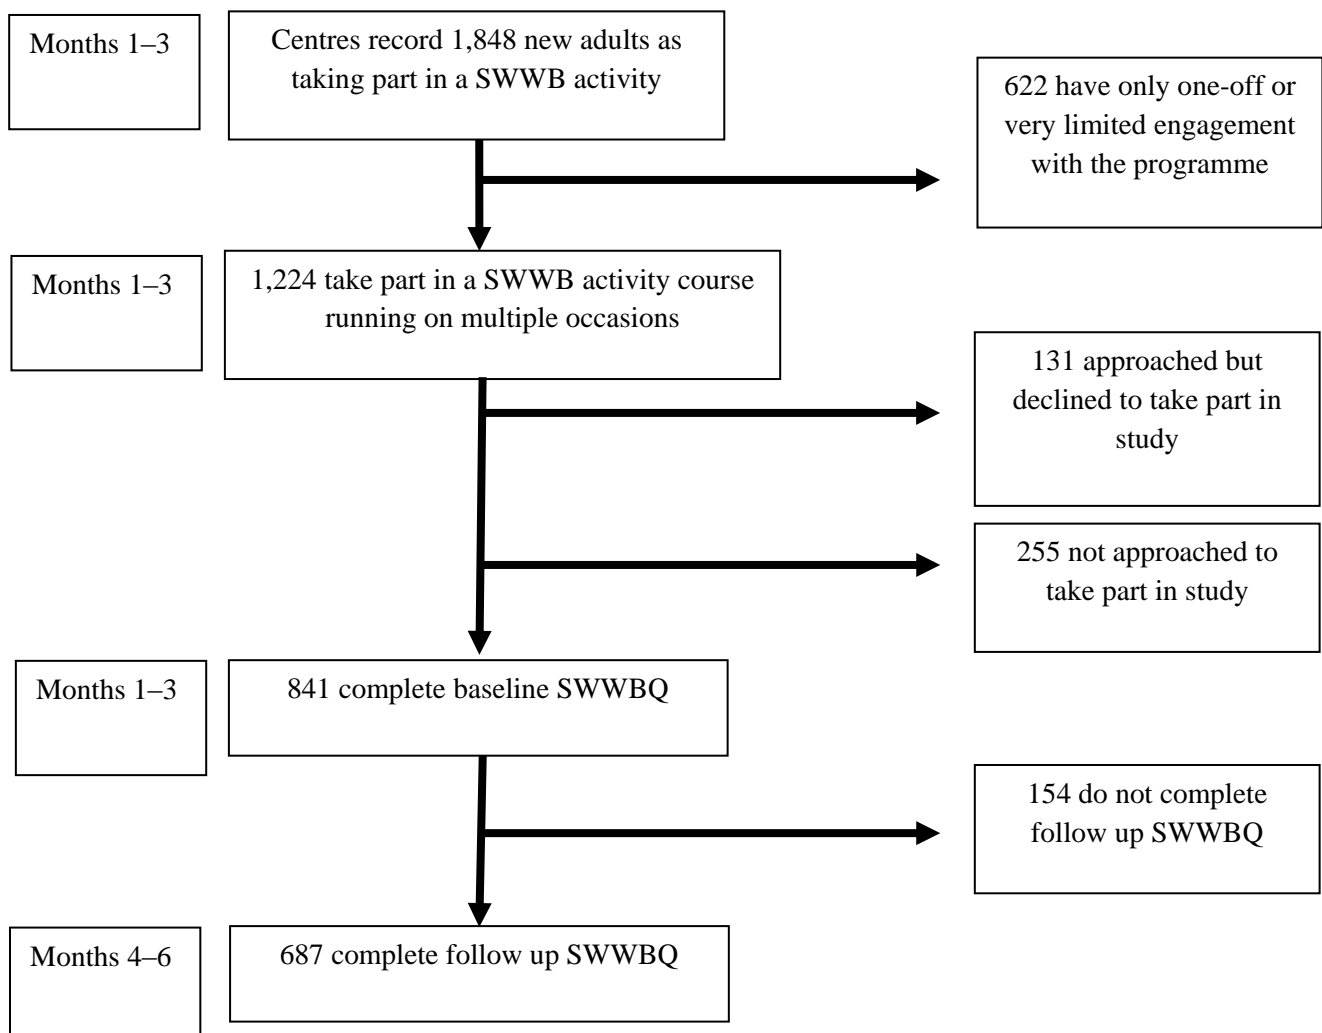 Months 1–3
Centres record 1,848 new adults as
taking part in a SWWB activity
622 have only one-off or
very limited engagement
with the programme
Months 1–3
1,224 take part in a SWWB activity course
running on multiple occasions
131 approached but
declined to take part in
study
255 not approached to
take part in study
Months 1–3
841 complete baseline SWWBQ
154 do not complete
follow up SWWBQ
Months 4–6
687 complete follow up SWWBQ